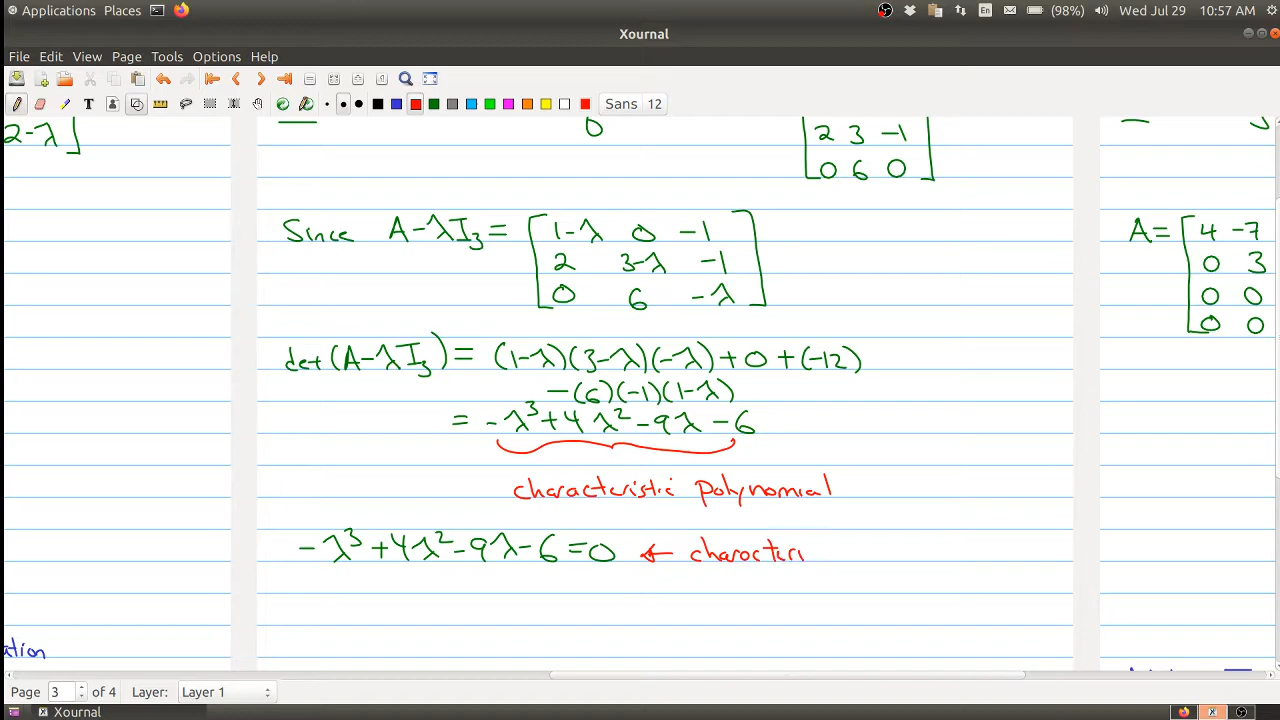 Applications Places en (98%) Wed Jul 29 10:57 AM
Xournal
File Edit View Page Tools Options Help
T Sans 12
2-λ]
0
[2 3 -1
0 6 0]
Since A-λI₃= [1-λ 0 -1
2 3-λ -1
0 6 -λ]
det(A-λI₃)= (1-λ)(3-λ)(-λ)+0+(-12)
-(6)(-1)(1-λ)
= -λ³+4λ²-9λ-6
characteristic polynomial
-λ³+4λ²-9λ-6=0 ← characteri
A= [4 -7
0 3
0 0
0 0
ation
Page 3 of 4 Layer: Layer 1
Xournal